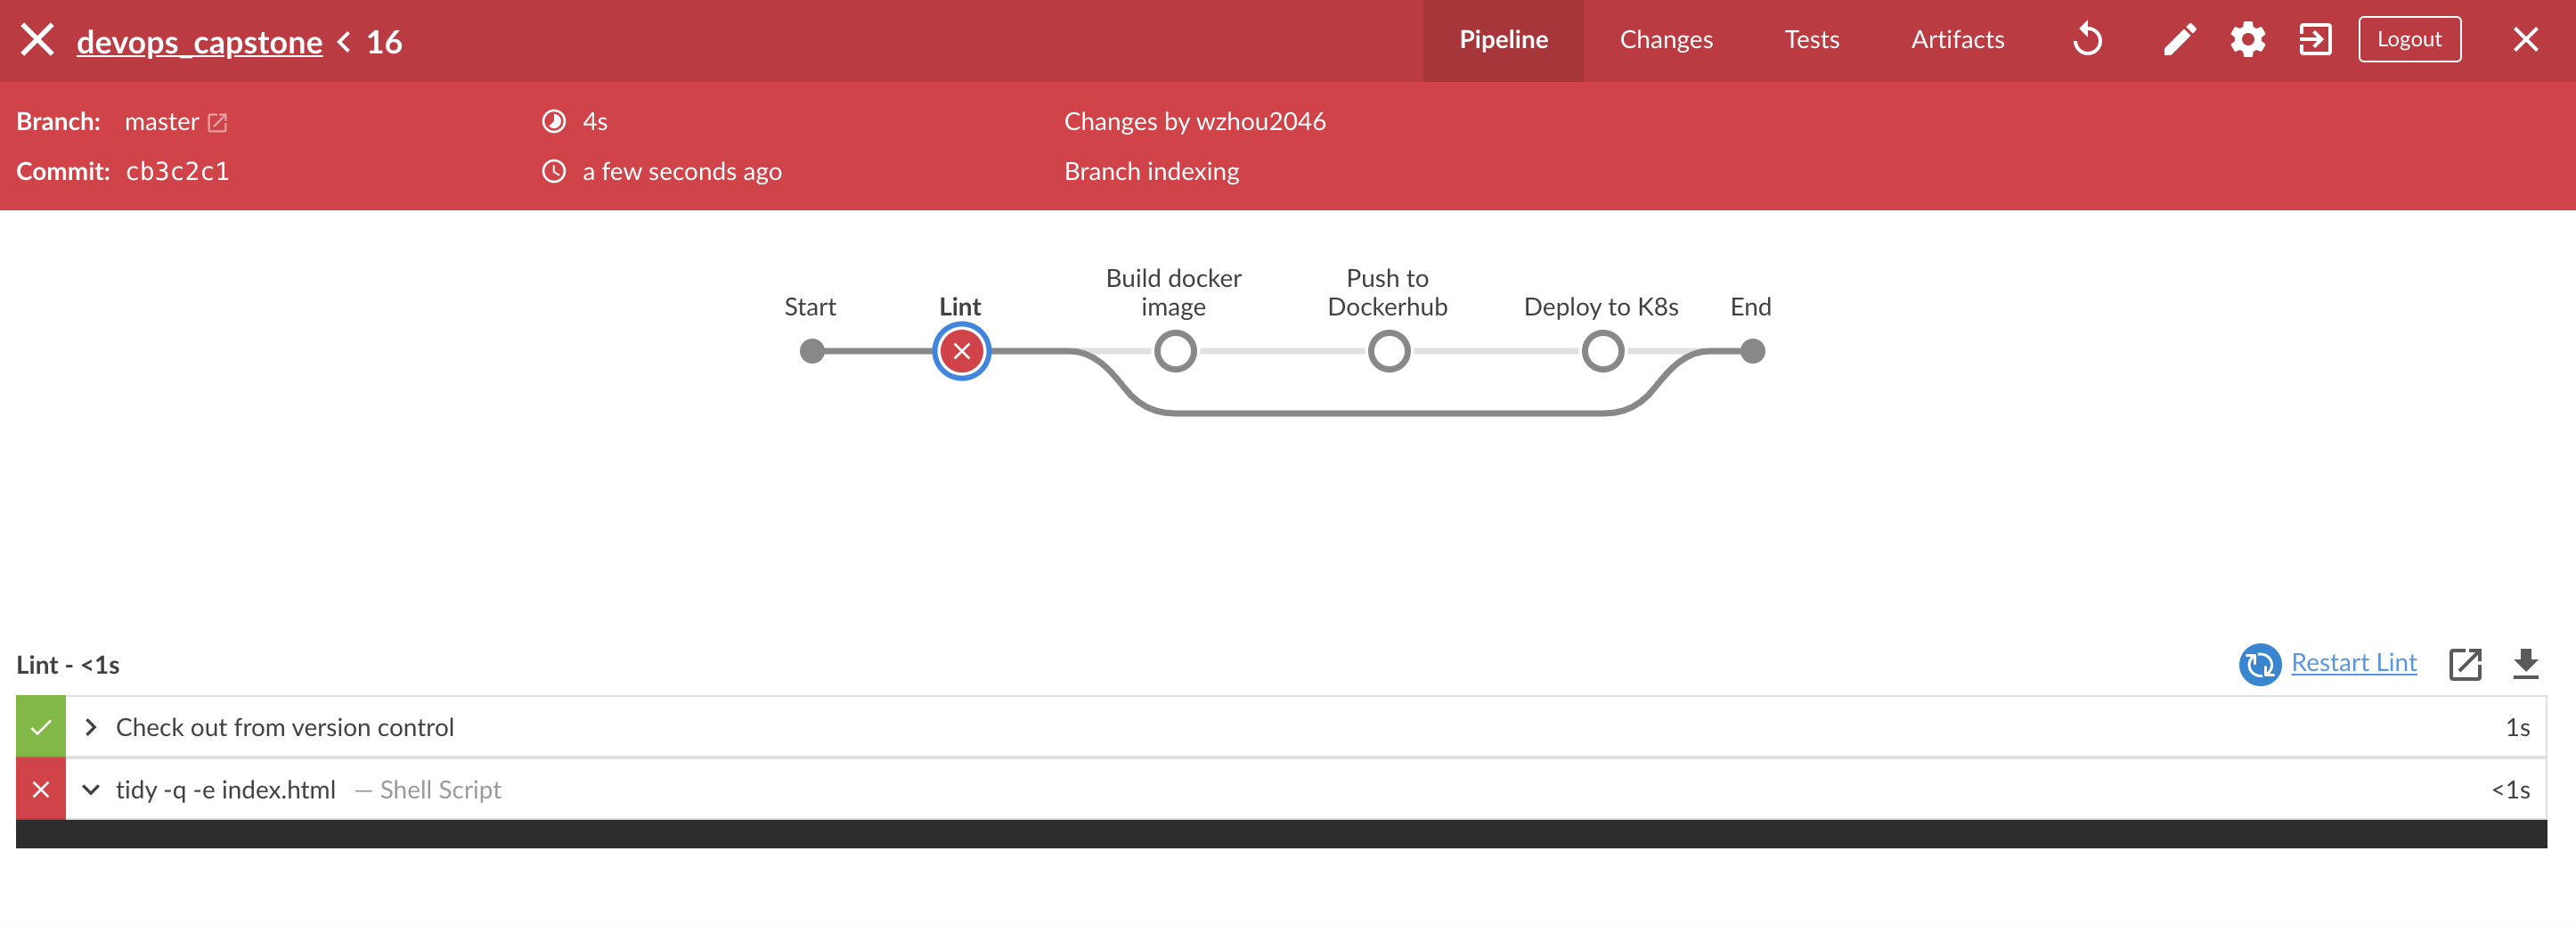 devops_capstone < 16
Pipeline Changes Tests Artifacts Logout
Branch: master 4s Changes by wzhou2046
Commit: cb3c2c1 a few seconds ago Branch indexing
Start Lint Build docker image Push to Dockerhub Deploy to K8s End
Lint - <1s Restart Lint
Check out from version control 1s
tidy -q -e index.html — Shell Script <1s